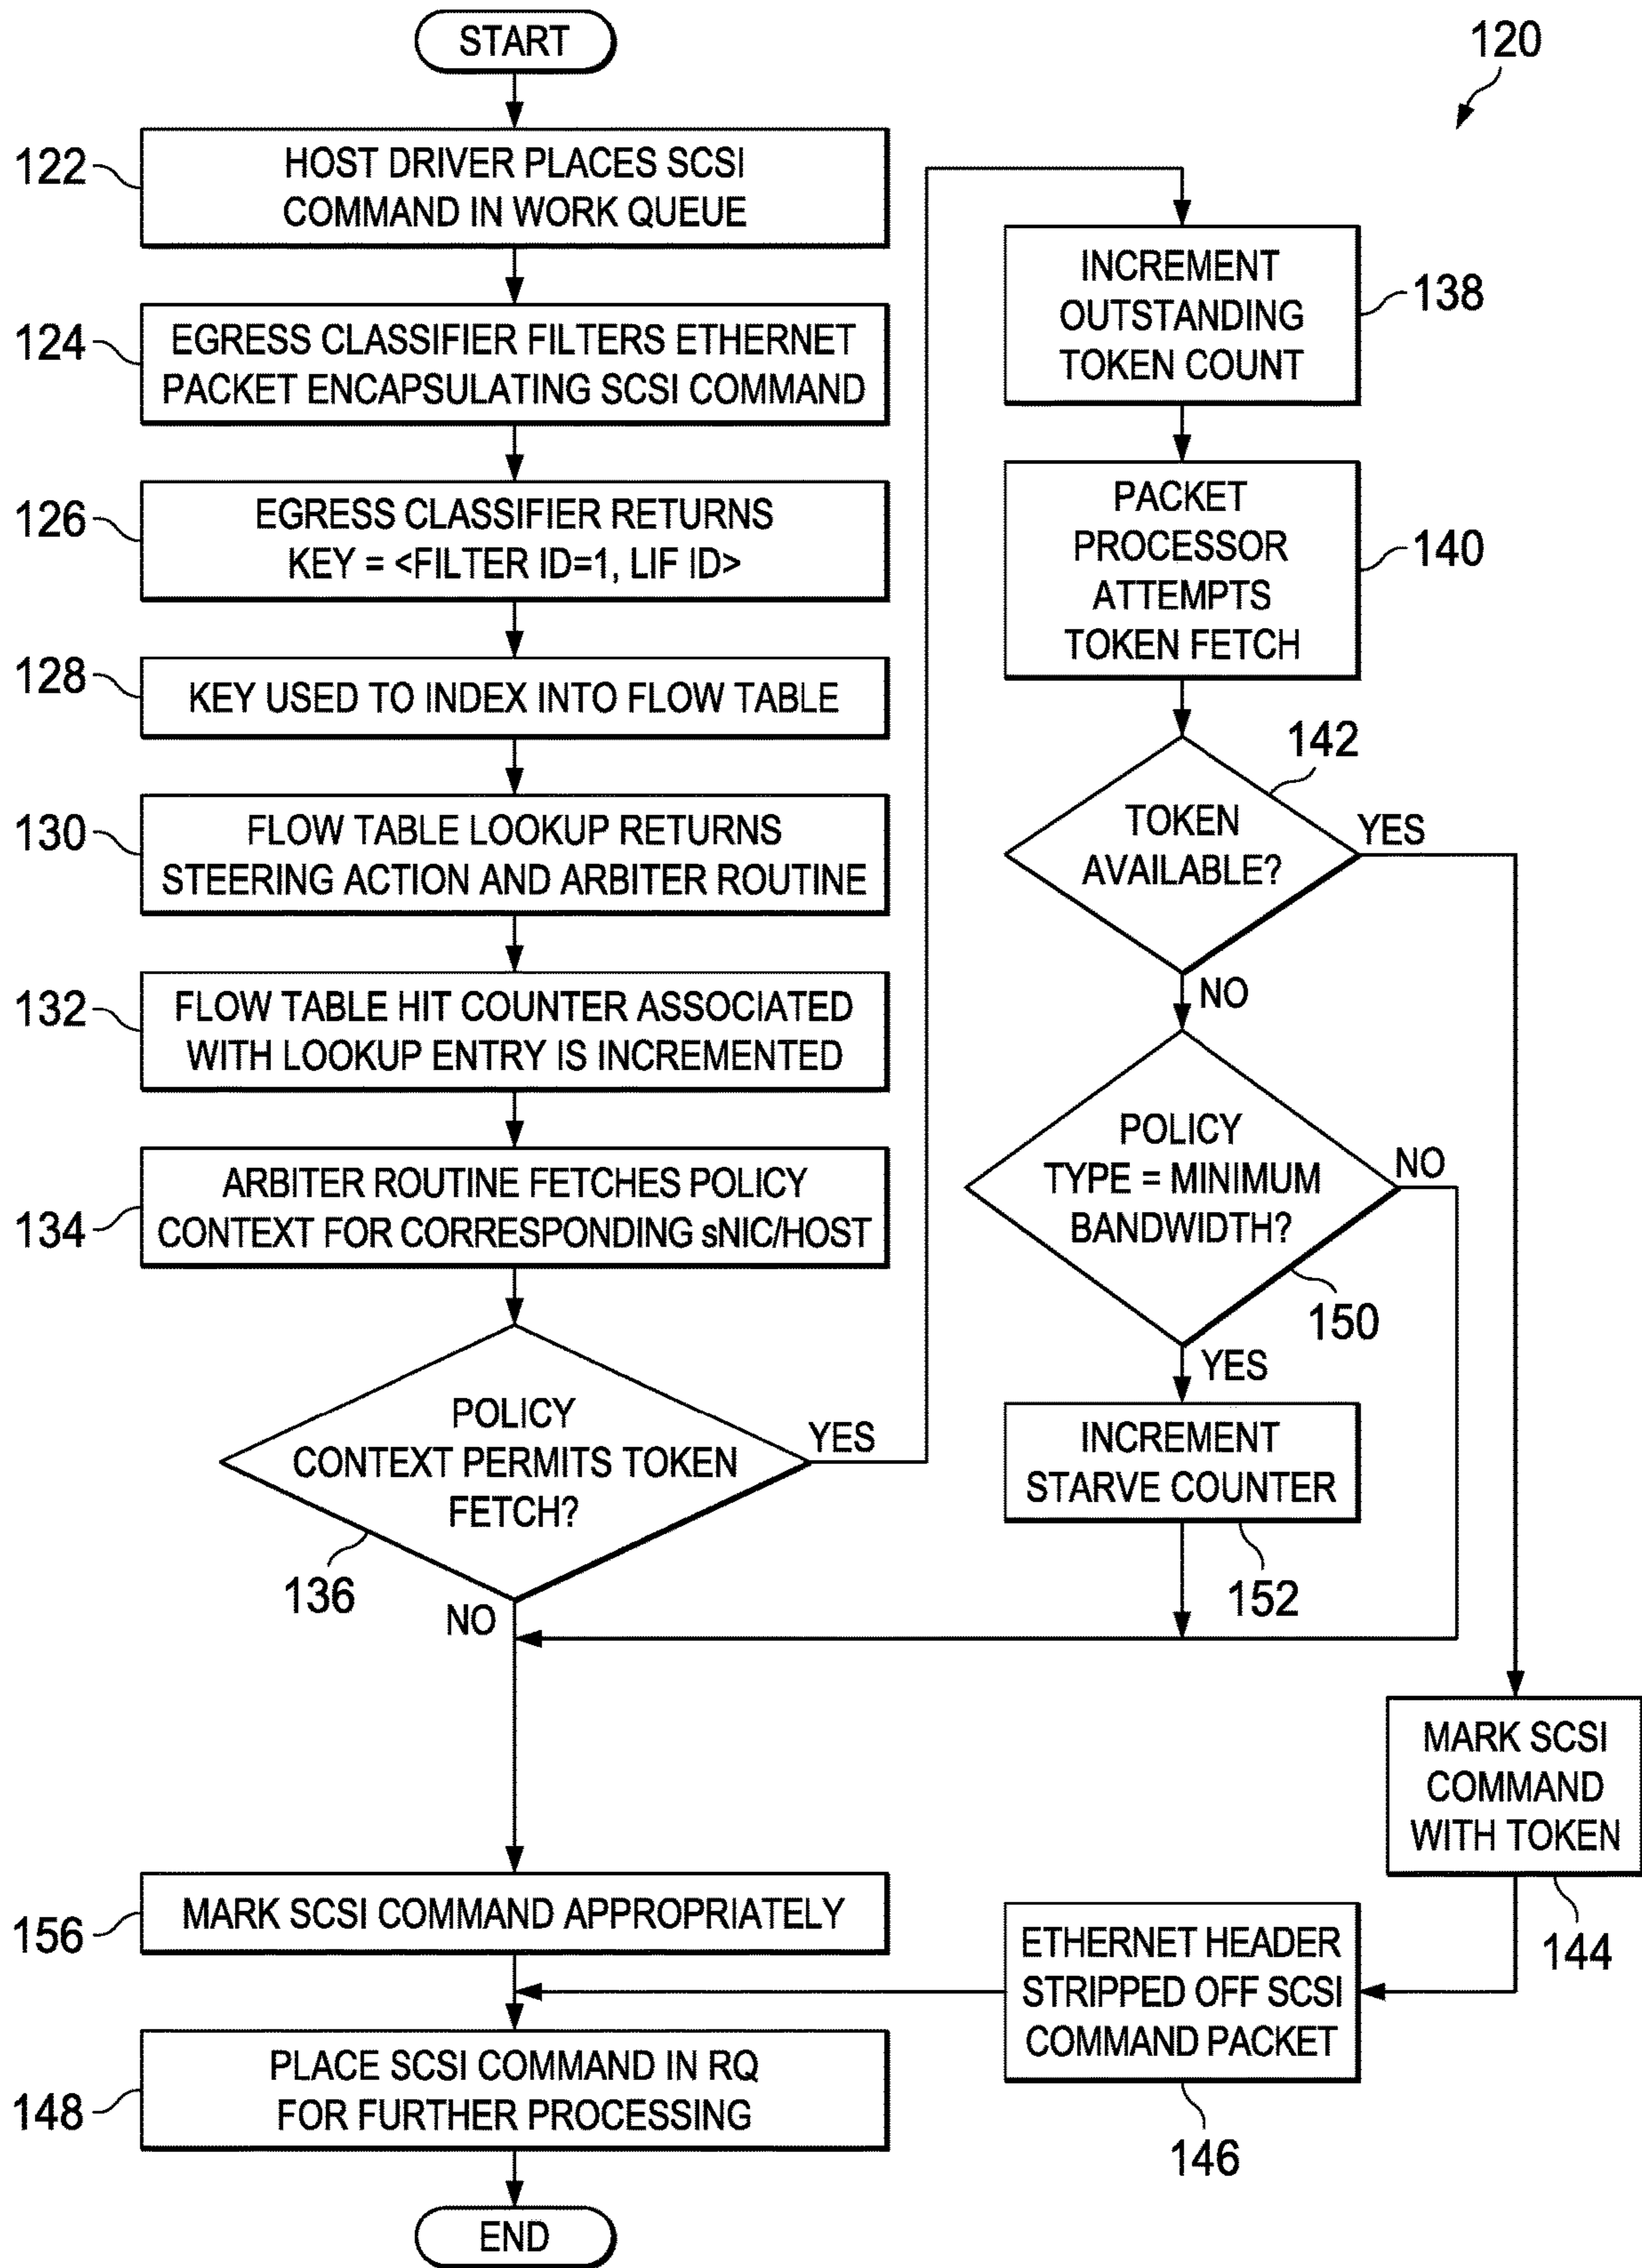 START
120
122
HOST DRIVER PLACES SCSI
COMMAND IN WORK QUEUE
124
EGRESS CLASSIFIER FILTERS ETHERNET
PACKET ENCAPSULATING SCSI COMMAND
126
EGRESS CLASSIFIER RETURNS
KEY = <FILTER ID=1, LIF ID>
128
KEY USED TO INDEX INTO FLOW TABLE
130
FLOW TABLE LOOKUP RETURNS
STEERING ACTION AND ARBITER ROUTINE
132
FLOW TABLE HIT COUNTER ASSOCIATED
WITH LOOKUP ENTRY IS INCREMENTED
134
ARBITER ROUTINE FETCHES POLICY
CONTEXT FOR CORRESPONDING sNIC/HOST
POLICY
CONTEXT PERMITS TOKEN
FETCH?
136
YES
NO
INCREMENT
OUTSTANDING
TOKEN COUNT
138
PACKET
PROCESSOR
ATTEMPTS
TOKEN FETCH
140
142
TOKEN
AVAILABLE?
YES
NO
POLICY
TYPE = MINIMUM
BANDWIDTH?
NO
150
YES
INCREMENT
STARVE COUNTER
152
MARK SCSI
COMMAND
WITH TOKEN
144
156
MARK SCSI COMMAND APPROPRIATELY
ETHERNET HEADER
STRIPPED OFF SCSI
COMMAND PACKET
146
148
PLACE SCSI COMMAND IN RQ
FOR FURTHER PROCESSING
END